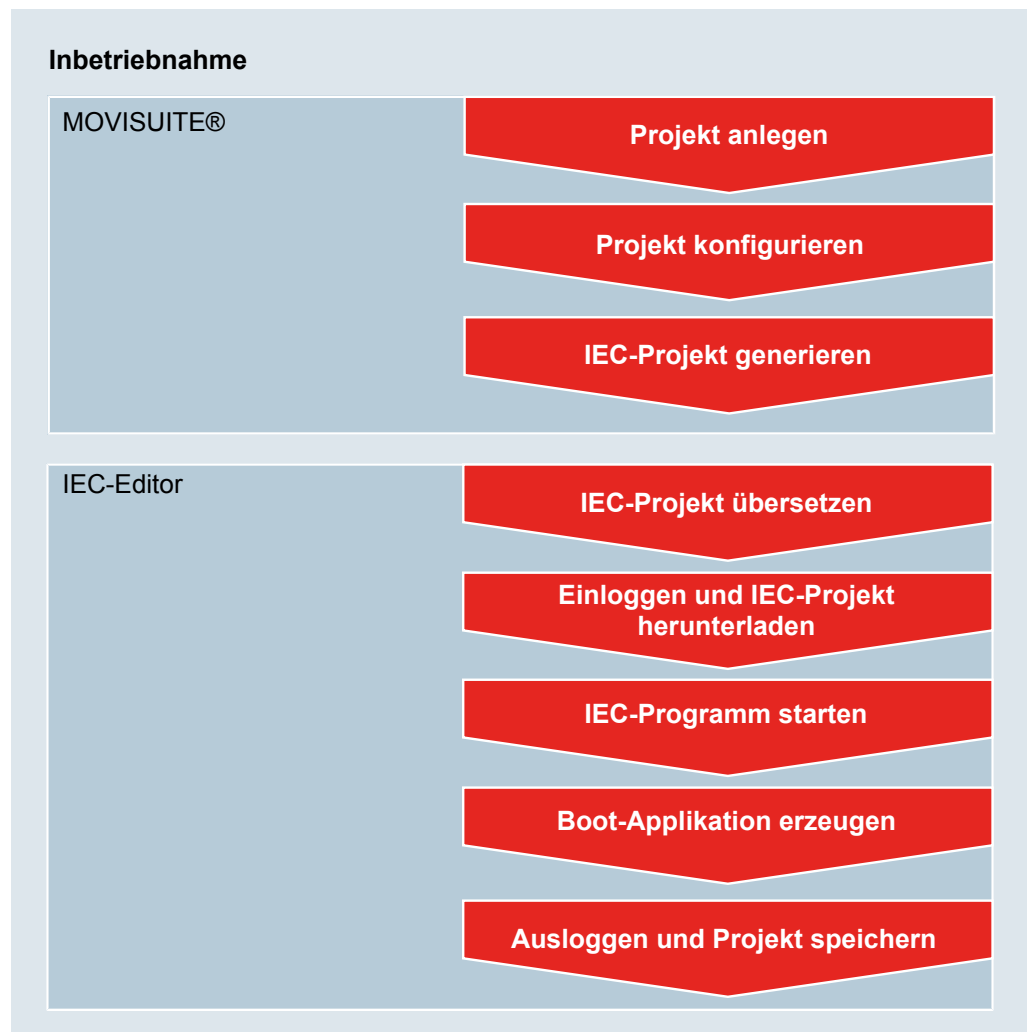 Inbetriebnahme
MOVISUITE®
Projekt anlegen
Projekt konfigurieren
IEC-Projekt generieren
IEC-Editor
IEC-Projekt übersetzen
Einloggen und IEC-Projekt
herunterladen
IEC-Programm starten
Boot-Applikation erzeugen
Ausloggen und Projekt speichern